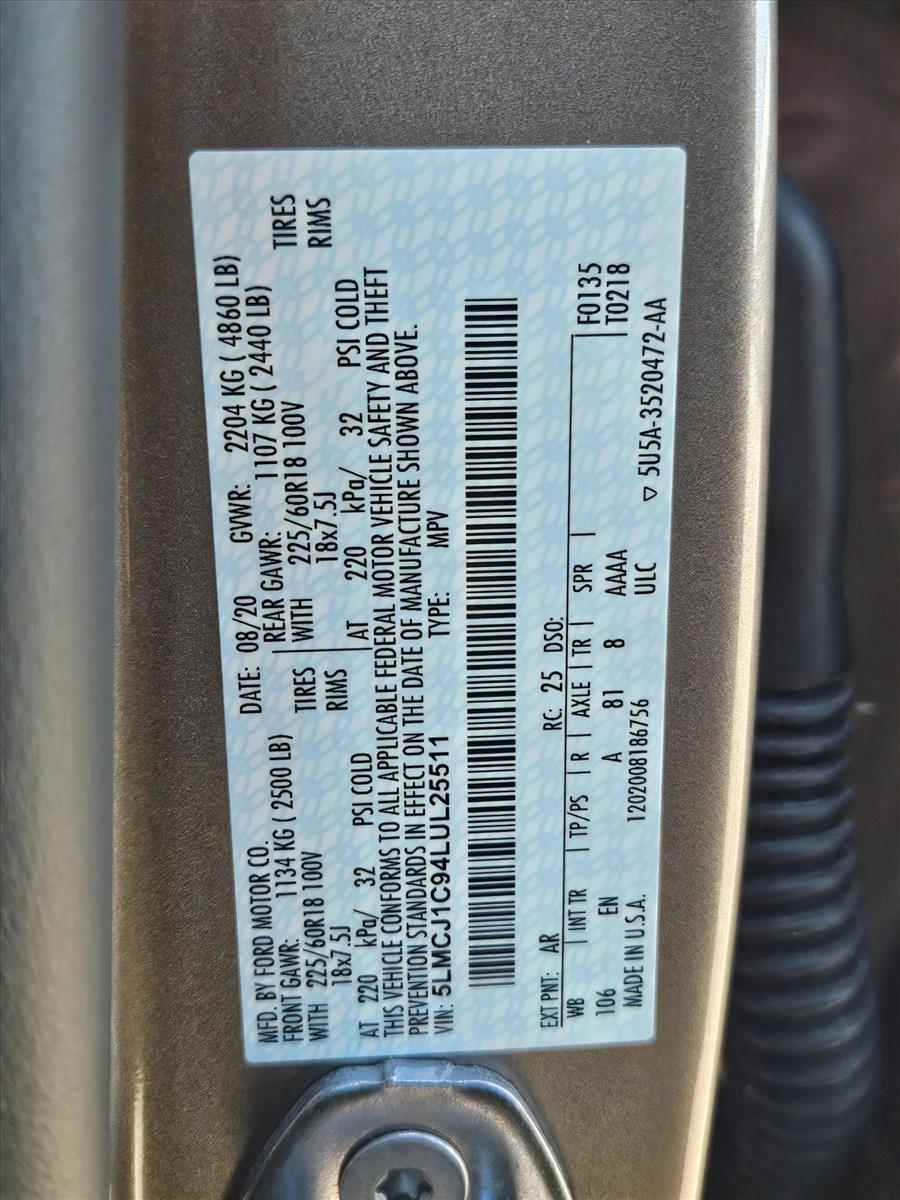 MFD. BY FORD MOTOR CO. DATE: 08/20 GVWR: 2204 KG ( 4860 LB)
FRONT GAWR: 1134 KG ( 2500 LB) REAR GAWR: 1107 KG ( 2440 LB)
WITH 225/60R18 100V TIRES WITH 225/60R18 100V TIRES
18x7.5J RIMS 18x7.5J RIMS
AT 220 kPa/ 32 PSI COLD AT 220 kPa/ 32 PSI COLD
THIS VEHICLE CONFORMS TO ALL APPLICABLE FEDERAL MOTOR VEHICLE SAFETY AND THEFT
PREVENTION STANDARDS IN EFFECT ON THE DATE OF MANUFACTURE SHOWN ABOVE.
VIN: 5LMCJ1C94LUL25511 TYPE: MPV
EXT PNT: AR RC: 25 DSO:
WB | INT TR | TP/PS | R | AXLE | TR | SPR | F0135
106 EN A 81 8 AAAA T0218
MADE IN U.S.A. 1202008186756 ULC
▽ 5U5A-3520472-AA